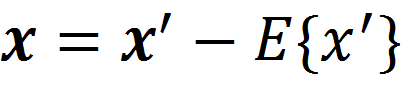 x = x′ − E{x′}